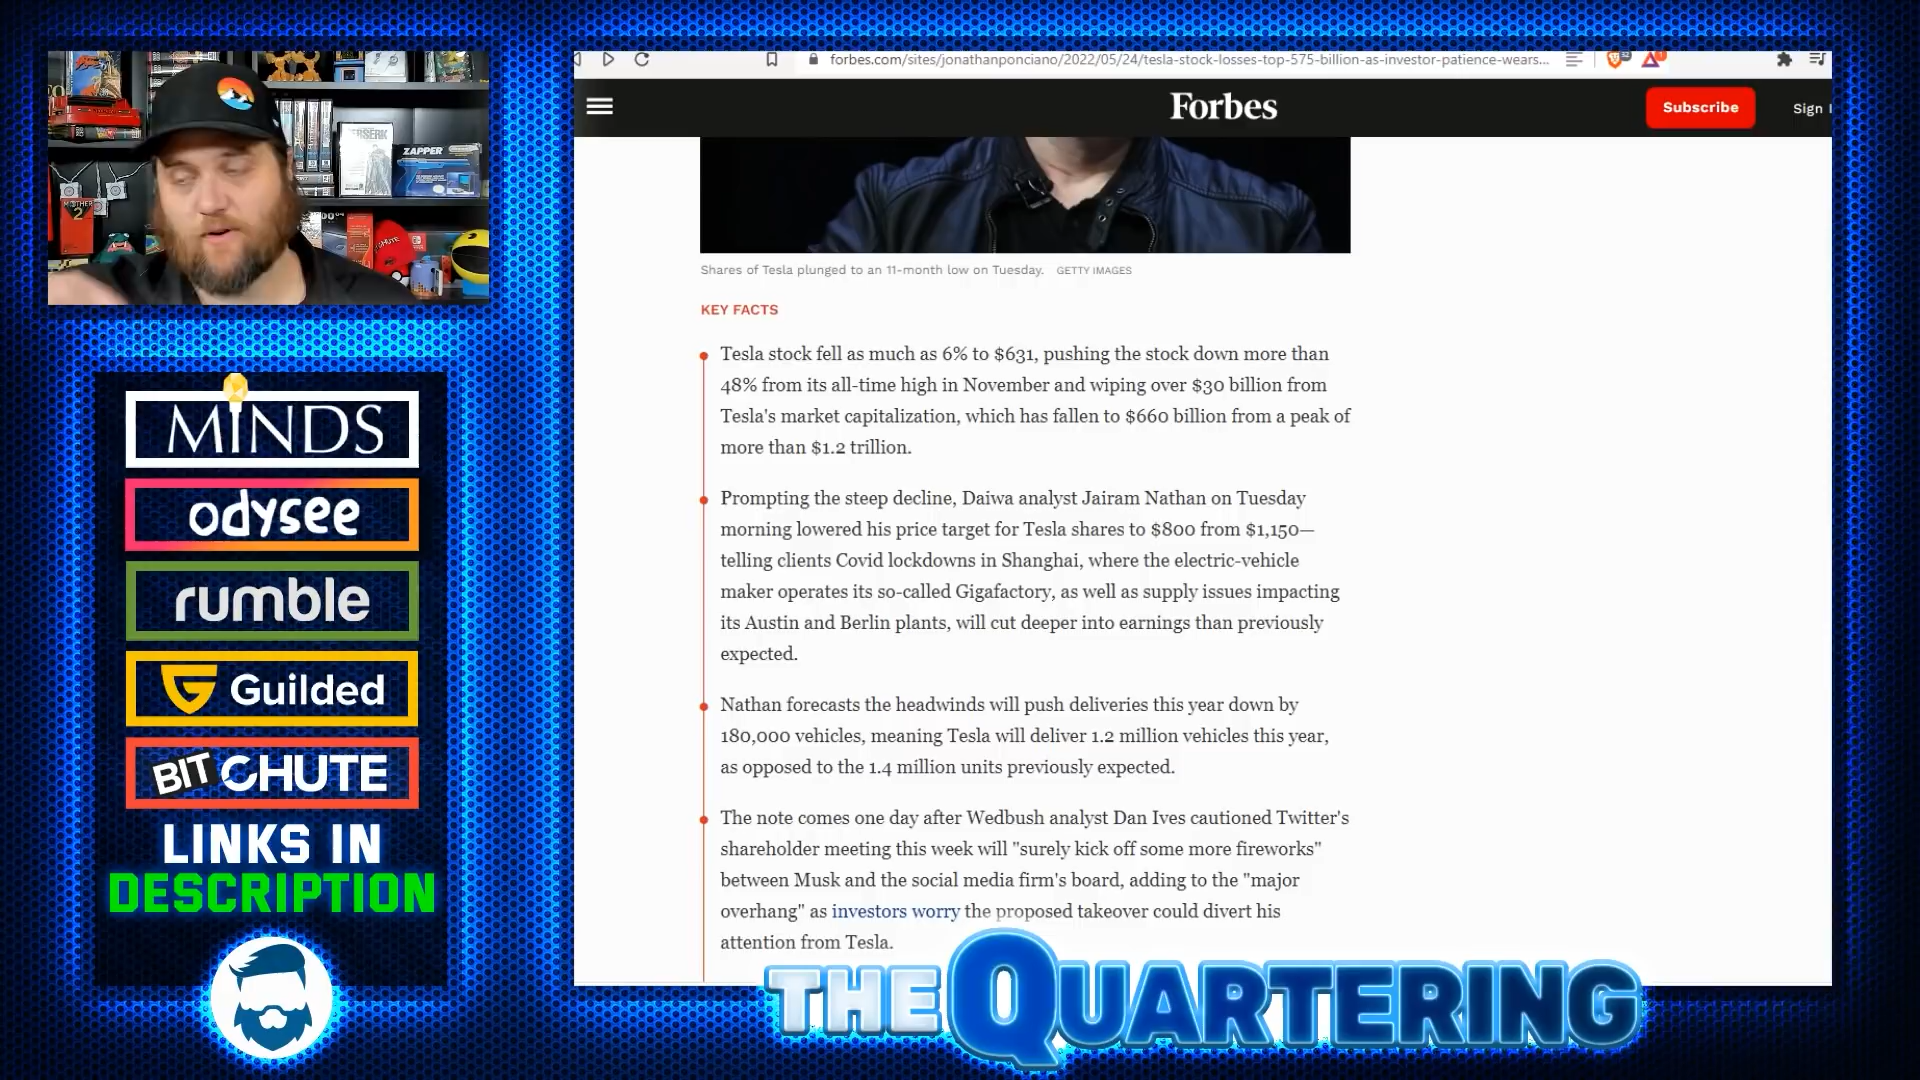 forbes.com/sites/jonathanponciano/2022/05/24/tesla-stock-losses-top-575-billion-as-investor-patience-wears...
Forbes
Subscribe
Sign
BERSERK
ZAPPER
MOTHER
2
Shares of Tesla plunged to an 11-month low on Tuesday. GETTY IMAGES
KEY FACTS
Tesla stock fell as much as 6% to $631, pushing the stock down more than
48% from its all-time high in November and wiping over $30 billion from
Tesla's market capitalization, which has fallen to $660 billion from a peak of
more than $1.2 trillion.
Prompting the steep decline, Daiwa analyst Jairam Nathan on Tuesday
morning lowered his price target for Tesla shares to $800 from $1,150—
telling clients Covid lockdowns in Shanghai, where the electric-vehicle
maker operates its so-called Gigafactory, as well as supply issues impacting
its Austin and Berlin plants, will cut deeper into earnings than previously
expected.
Nathan forecasts the headwinds will push deliveries this year down by
180,000 vehicles, meaning Tesla will deliver 1.2 million vehicles this year,
as opposed to the 1.4 million units previously expected.
The note comes one day after Wedbush analyst Dan Ives cautioned Twitter's
shareholder meeting this week will "surely kick off some more fireworks"
between Musk and the social media firm's board, adding to the "major
overhang" as investors worry the proposed takeover could divert his
attention from Tesla.
MINDS
odysee
rumble
Guilded
BITCHUTE
LINKS IN
DESCRIPTION
THE QUARTERING